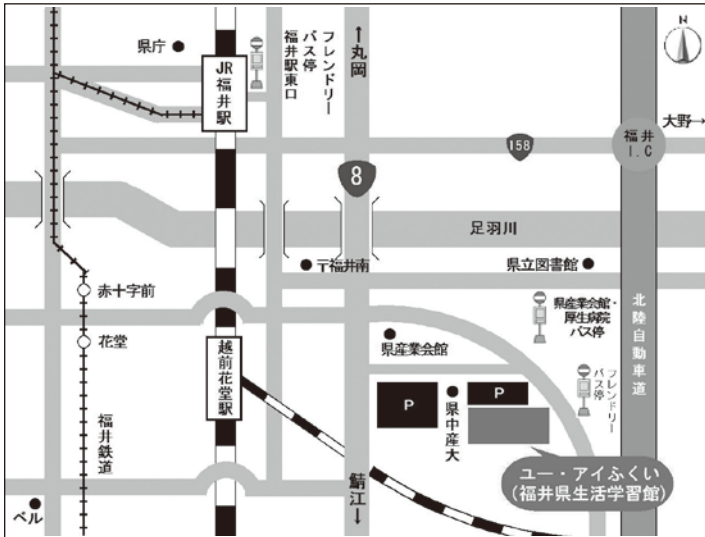 県庁
JR福井駅
フレンドリー
バス停
福井駅東口
↑丸岡
N
大野→
福井
I.C
158
8
足羽川
〒福井南
県立図書館
赤十字前
花堂
越前花堂駅
県産業会館・
厚生病院
バス停
北陸自動車道
県産業会館
フレンドリー
バス停
P
県中産大
P
福井鉄道
鯖江↓
ユー・アイふくい
(福井県生活学習館)
ベル